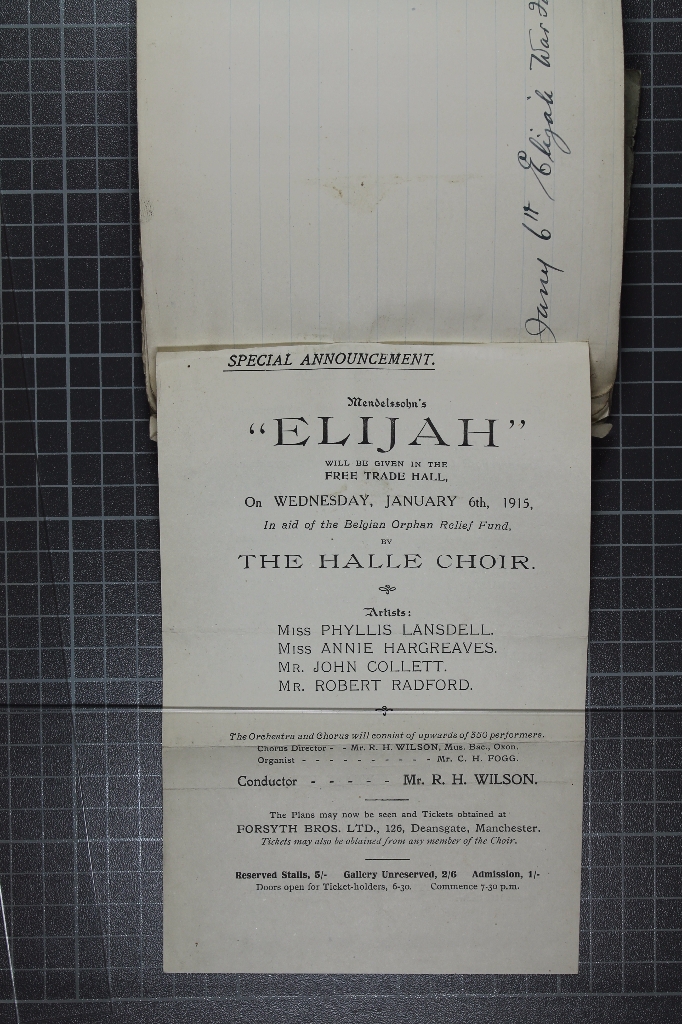 Jany 6th Elijah War
SPECIAL ANNOUNCEMENT.
Mendelssohn's
"ELIJAH"
WILL BE GIVEN IN THE
FREE TRADE HALL,
On WEDNESDAY, JANUARY 6th, 1915,
In aid of the Belgian Orphan Relief Fund,
BY
THE HALLE CHOIR.
Artists:
MISS PHYLLIS LANSDELL.
MISS ANNIE HARGREAVES.
MR. JOHN COLLETT.
MR. ROBERT RADFORD.
The Orchestra and Chorus will consist of upwards of 350 performers.
Chorus Director - - Mr. R. H. WILSON, Mus. Bac., Oxon.
Organist - - - - - - - - - - Mr. C. H. FOGG.
Conductor - - - - - Mr. R. H. WILSON.
The Plans may now be seen and Tickets obtained at
FORSYTH BROS. LTD., 126, Deansgate, Manchester.
Tickets may also be obtained from any member of the Choir.
Reserved Stalls, 5/- Gallery Unreserved, 2/6 Admission, 1/-
Doors open for Ticket-holders, 6-30. Commence 7-30 p.m.